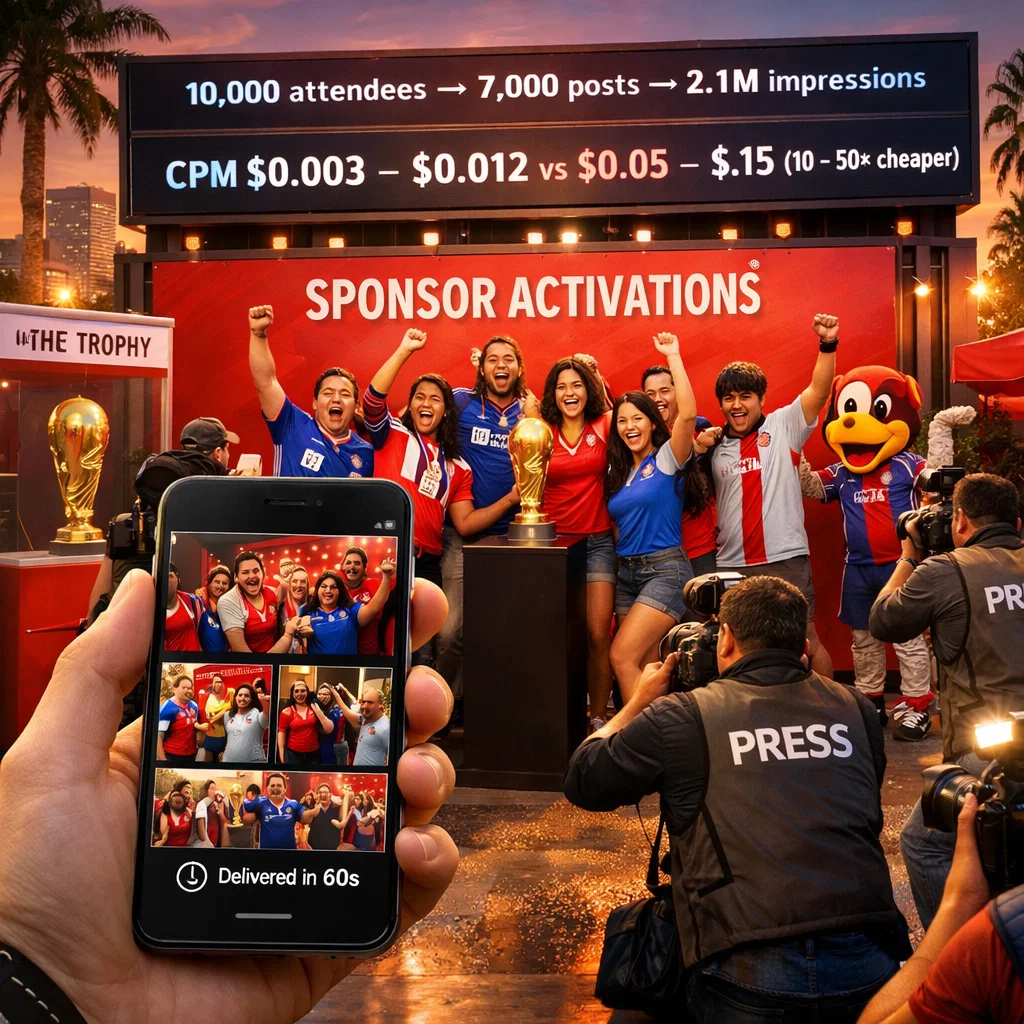 10,000 attendees → 7,000 posts → 2.1M impressions
CPM $0.003 – $0.012 vs $0.05 – $.15 (10 – 50× cheaper)
SPONSOR ACTIVATIONS
THE TROPHY
PRESS
PR
Delivered in 60s